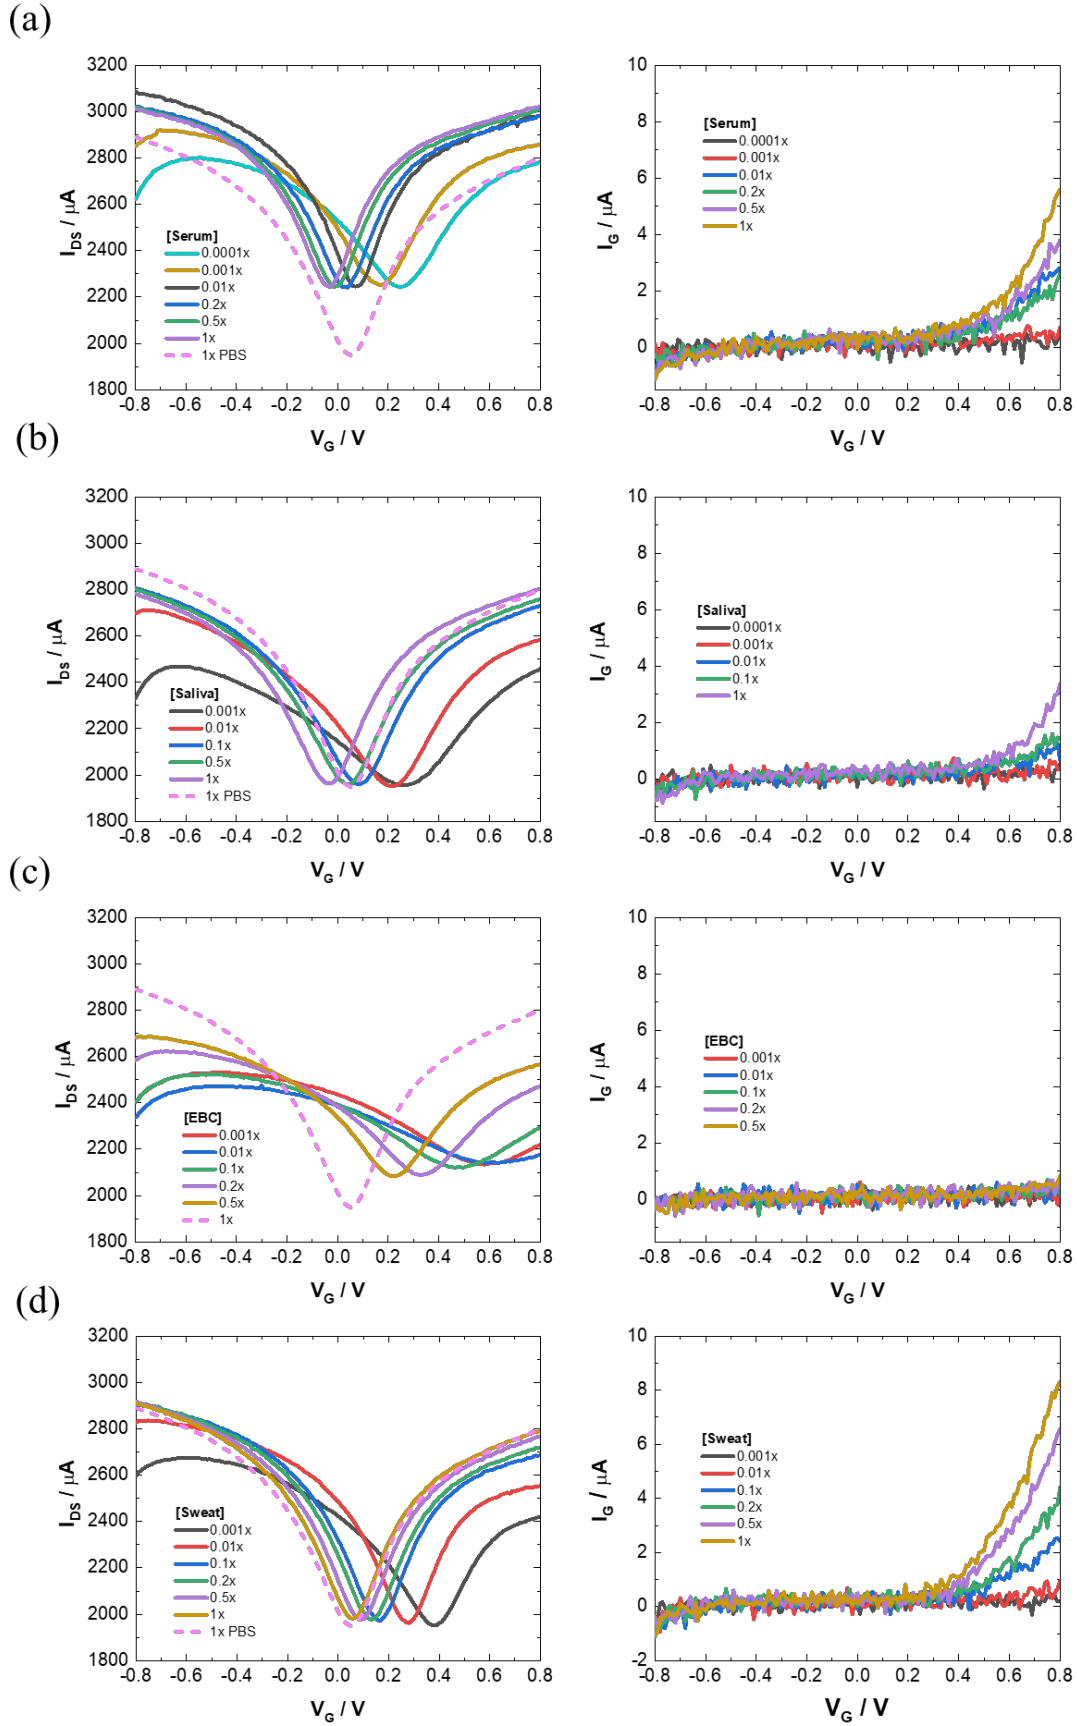 (a)
3200
3000
2800
2600
2400
2200
2000
1800
I_DS / μA
[Serum]
0.0001x
0.001x
0.01x
0.2x
0.5x
1x
1x PBS
-0.8 -0.6 -0.4 -0.2 0.0 0.2 0.4 0.6 0.8
V_G / V
10
8
6
4
2
0
I_G / μA
[Serum]
0.0001x
0.001x
0.01x
0.2x
0.5x
1x
-0.8 -0.6 -0.4 -0.2 0.0 0.2 0.4 0.6 0.8
V_G / V
(b)
3200
3000
2800
2600
2400
2200
2000
1800
I_DS / μA
[Saliva]
0.001x
0.01x
0.1x
0.5x
1x
1x PBS
-0.8 -0.6 -0.4 -0.2 0.0 0.2 0.4 0.6 0.8
V_G / V
10
8
6
4
2
0
I_G / μA
[Saliva]
0.0001x
0.001x
0.01x
0.1x
1x
-0.8 -0.6 -0.4 -0.2 0.0 0.2 0.4 0.6 0.8
V_G / V
(c)
3200
3000
2800
2600
2400
2200
2000
1800
I_DS / μA
[EBC]
0.001x
0.01x
0.1x
0.2x
0.5x
1x
-0.8 -0.6 -0.4 -0.2 0.0 0.2 0.4 0.6 0.8
V_G / V
10
8
6
4
2
0
I_G / μA
[EBC]
0.001x
0.01x
0.1x
0.2x
0.5x
-0.8 -0.6 -0.4 -0.2 0.0 0.2 0.4 0.6 0.8
V_G / V
(d)
3200
3000
2800
2600
2400
2200
2000
1800
I_DS / μA
[Sweat]
0.001x
0.01x
0.1x
0.2x
0.5x
1x
1x PBS
-0.8 -0.6 -0.4 -0.2 0.0 0.2 0.4 0.6 0.8
V_G / V
10
8
6
4
2
0
-2
I_G / μA
[Sweat]
0.001x
0.01x
0.1x
0.2x
0.5x
1x
-0.8 -0.6 -0.4 -0.2 0.0 0.2 0.4 0.6 0.8
V_G / V